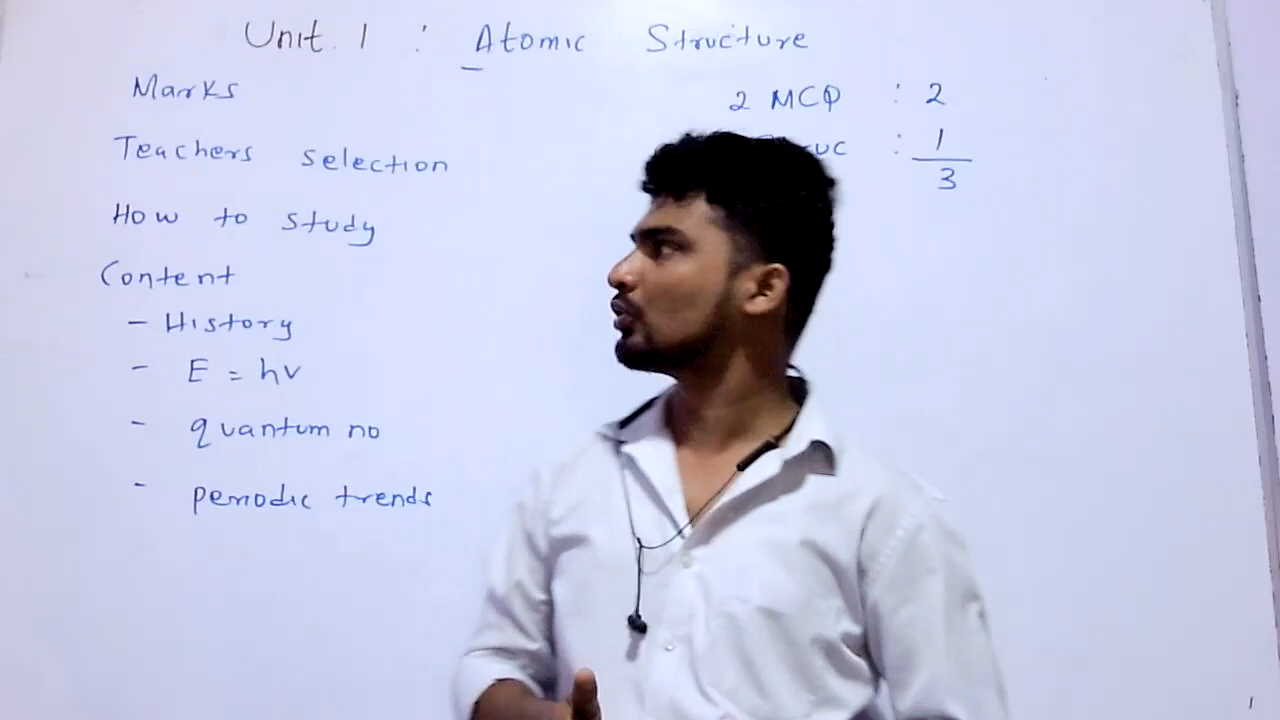 Unit. 1 : Atomic Structure
Marks
Teachers selection
How to study
Content
- History
- E = hv
- quantum no
- periodic trends
2 MCQ : 2
: 1
3